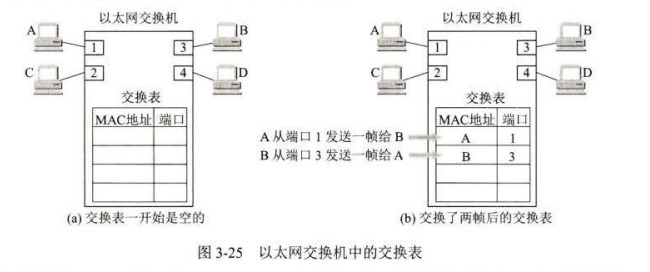 以太网交换机
A
1
3
B
C
2
4
D
交换表
MAC地址 端口
(a) 交换表一开始是空的
以太网交换机
A
1
3
B
C
2
4
D
交换表
MAC地址 端口
A 从端口 1 发送一帧给 B
A 1
B 从端口 3 发送一帧给 A
B 3
(b) 交换了两帧后的交换表
图 3-25 以太网交换机中的交换表